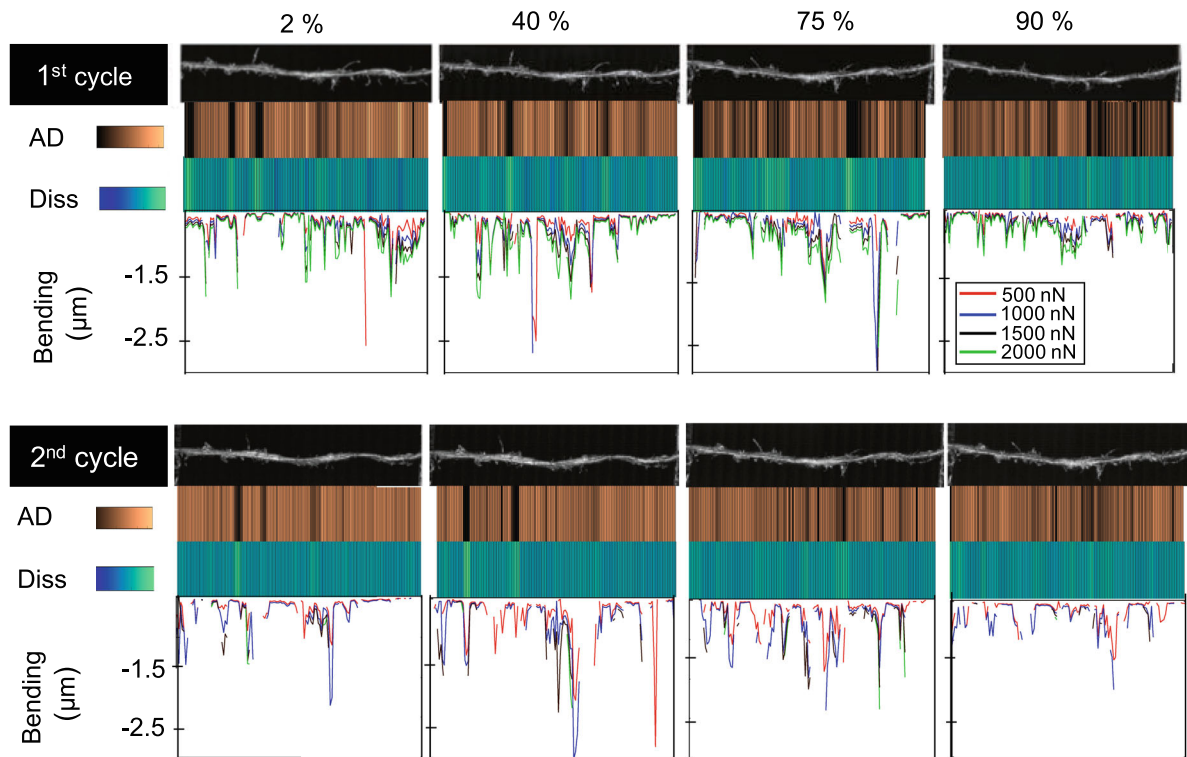 2 % 40 % 75 % 90 %
1st cycle
AD
Diss
Bending
(µm)
-1.5
-2.5
500 nN
1000 nN
1500 nN
2000 nN
2nd cycle
AD
Diss
Bending
(µm)
-1.5
-2.5